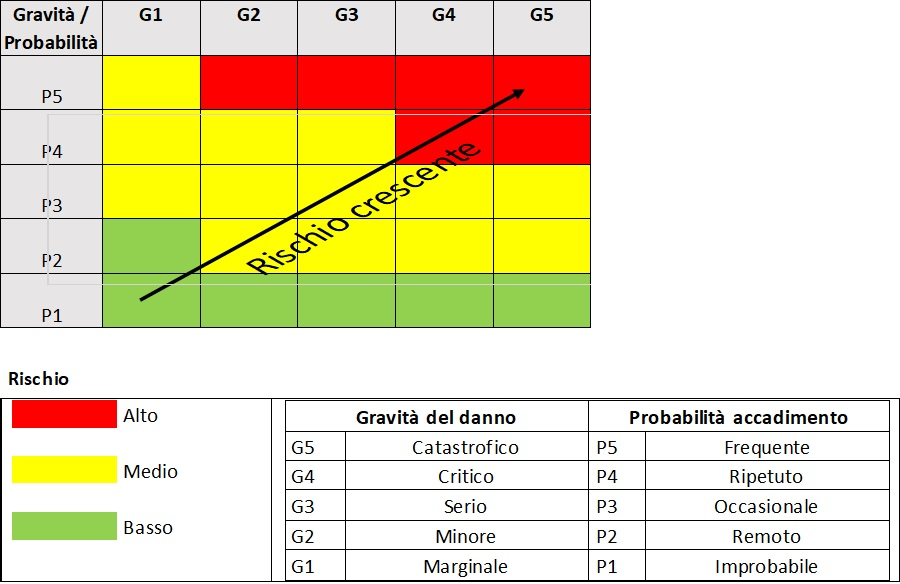 Gravità / Probabilità G1 G2 G3 G4 G5
P5
P4
P3
P2
P1
Rischio crescente
Rischio
Alto
Medio
Basso
Gravità del danno Probabilità accadimento
G5 Catastrofico P5 Frequente
G4 Critico P4 Ripetuto
G3 Serio P3 Occasionale
G2 Minore P2 Remoto
G1 Marginale P1 Improbabile